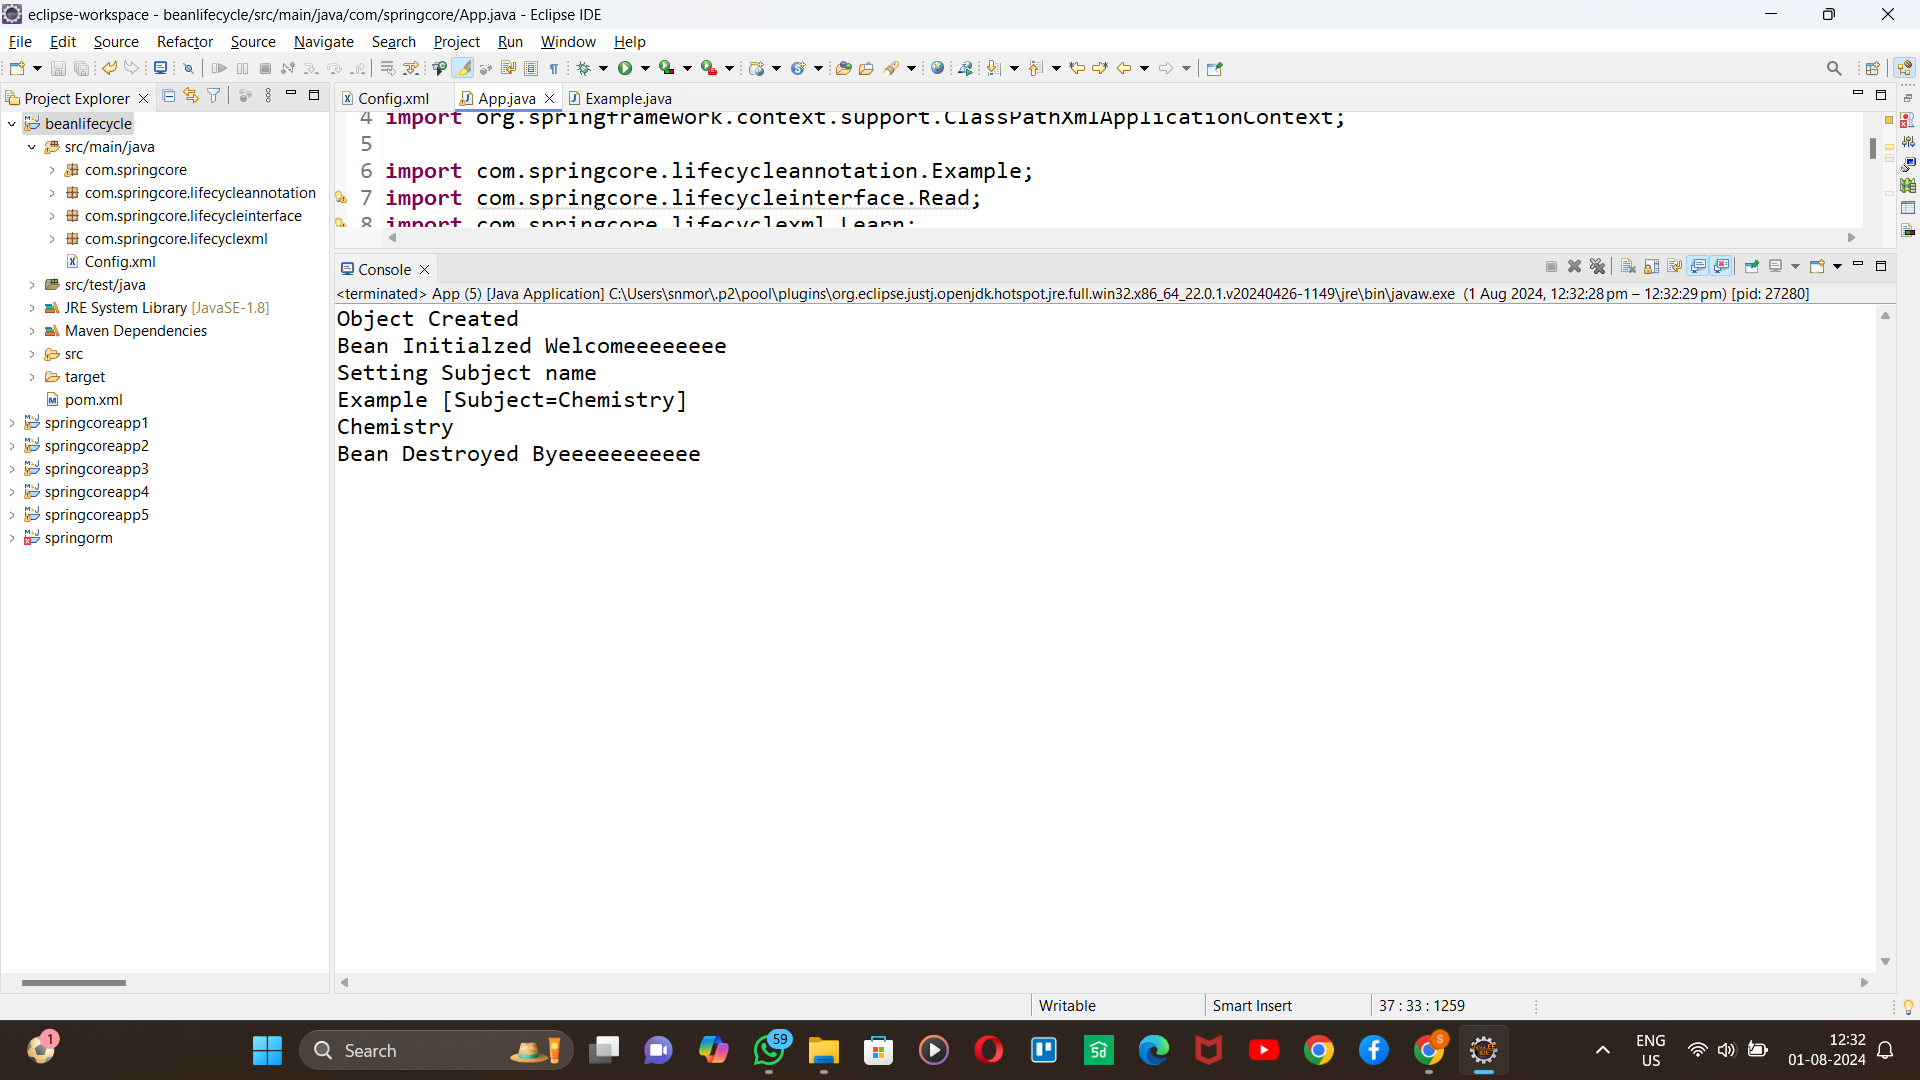 eclipse-workspace - beanlifecycle/src/main/java/com/springcore/App.java - Eclipse IDE
File Edit Source Refactor Source Navigate Search Project Run Window Help
Project Explorer
beanlifecycle
src/main/java
com.springcore
com.springcore.lifecycleannotation
com.springcore.lifecycleinterface
com.springcore.lifecyclexml
Config.xml
src/test/java
JRE System Library [JavaSE-1.8]
Maven Dependencies
src
target
pom.xml
springcoreapp1
springcoreapp2
springcoreapp3
springcoreapp4
springcoreapp5
springorm
Config.xml App.java Example.java
4 import org.springframework.context.support.ClassPathXmlApplicationContext;
5
6 import com.springcore.lifecycleannotation.Example;
7 import com.springcore.lifecycleinterface.Read;
8 import com.springcore.lifecyclexml.Learn;
Console
<terminated> App (5) [Java Application] C:\Users\snmor\.p2\pool\plugins\org.eclipse.justj.openjdk.hotspot.jre.full.win32.x86_64_22.0.1.v20240426-1149\jre\bin\javaw.exe (1 Aug 2024, 12:32:28 pm – 12:32:29 pm) [pid: 27280]
Object Created
Bean Initialzed Welcomeeeeeeeee
Setting Subject name
Example [Subject=Chemistry]
Chemistry
Bean Destroyed Byeeeeeeeeeee
Writable Smart Insert 37 : 33 : 1259
1
Search
59
S
ENG
US
12:32
01-08-2024